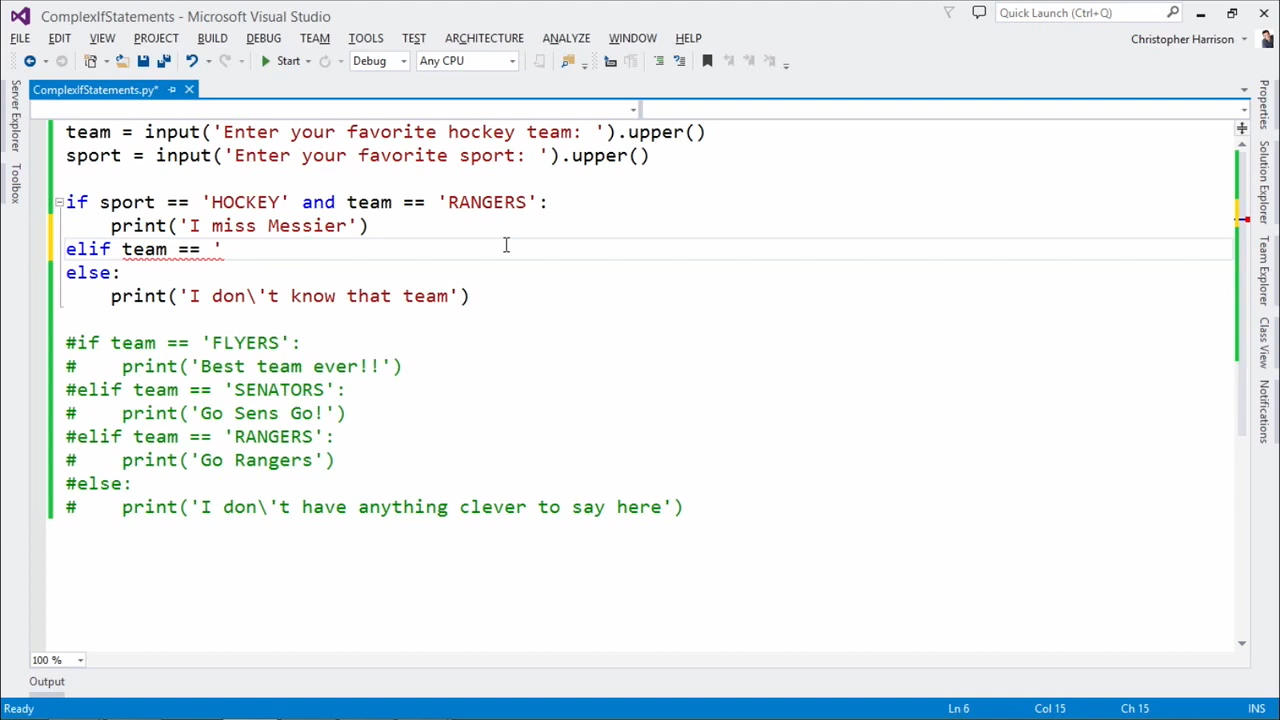 ComplexIfStatements - Microsoft Visual Studio
Quick Launch (Ctrl+Q)
FILE EDIT VIEW PROJECT BUILD DEBUG TEAM TOOLS TEST ARCHITECTURE ANALYZE WINDOW HELP
Christopher Harrison
Start Debug Any CPU
ComplexIfStatements.py*
Server Explorer
Toolbox
team = input('Enter your favorite hockey team: ').upper()
sport = input('Enter your favorite sport: ').upper()
if sport == 'HOCKEY' and team == 'RANGERS':
    print('I miss Messier')
elif team == '
else:
    print('I don\'t know that team')
#if team == 'FLYERS':
#    print('Best team ever!!')
#elif team == 'SENATORS':
#    print('Go Sens Go!')
#elif team == 'RANGERS':
#    print('Go Rangers')
#else:
#    print('I don\'t have anything clever to say here')
Properties
Solution Explorer
Team Explorer
Class View
Notifications
100 %
Output
Ready Ln 6 Col 15 Ch 15 INS